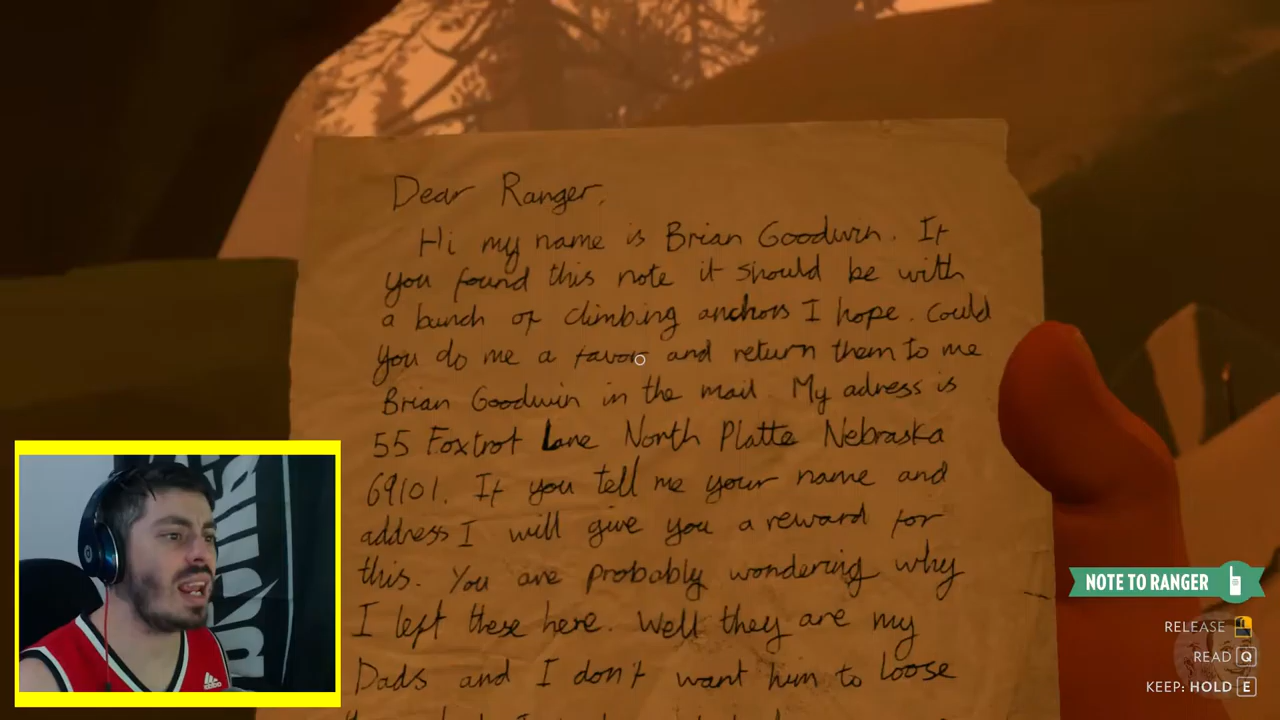 Dear Ranger,
Hi my name is Brian Goodwin. If
you found this note it should be with
a bunch of climbing anchors I hope. Could
you do me a favor and return them to me
Brian Goodwin in the mail. My adress is
55 Foxtrot Lane North Platte Nebraska
69101. If you tell me your name and
address I will give you a reward for
this. You are probably wondering why
I left these here. Well they are my
Dads and I don't want him to loose
NOTE TO RANGER
RELEASE
READ Q
KEEP: HOLD E